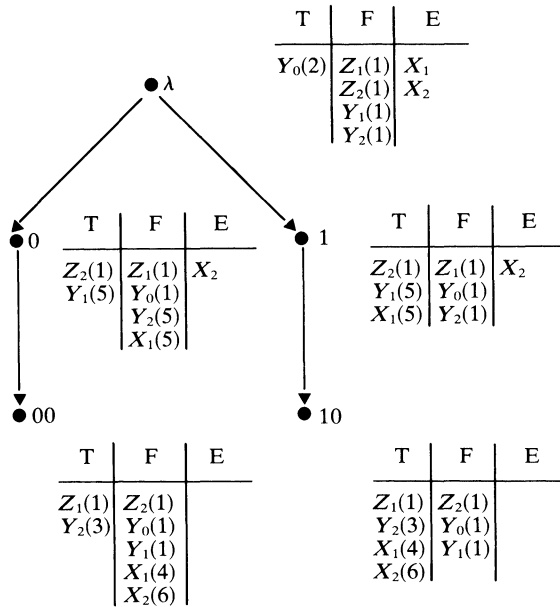 T F E
Y₀(2) Z₁(1) X₁
Z₂(1) X₂
Y₁(1)
Y₂(1)
λ
0
T F E
Z₂(1) Z₁(1) X₂
Y₁(5) Y₀(1)
Y₂(5)
X₁(5)
1
T F E
Z₂(1) Z₁(1) X₂
Y₁(5) Y₀(1)
X₁(5) Y₂(1)
00
T F E
Z₁(1) Z₂(1)
Y₂(3) Y₀(1)
Y₁(1)
X₁(4)
X₂(6)
10
T F E
Z₁(1) Z₂(1)
Y₂(3) Y₀(1)
X₁(4) Y₁(1)
X₂(6)